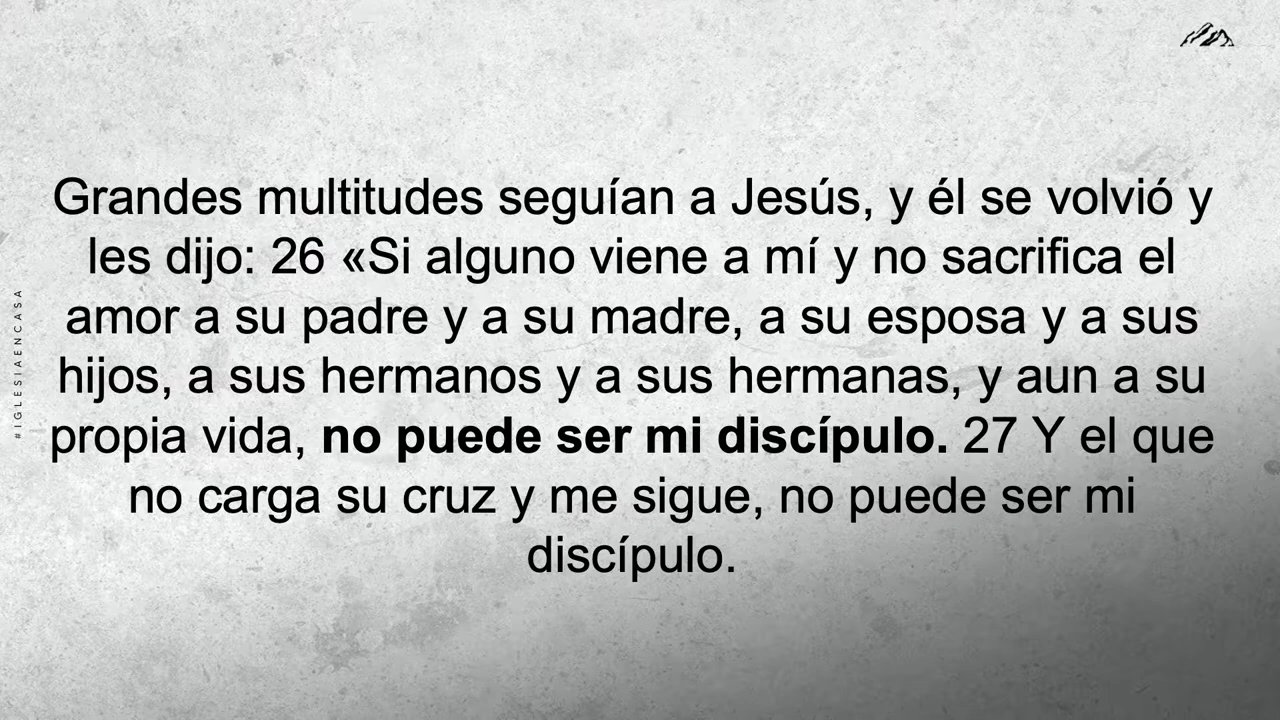 Grandes multitudes seguían a Jesús, y él se volvió y
les dijo: 26 «Si alguno viene a mí y no sacrifica el
amor a su padre y a su madre, a su esposa y a sus
hijos, a sus hermanos y a sus hermanas, y aun a su
propia vida, no puede ser mi discípulo. 27 Y el que
no carga su cruz y me sigue, no puede ser mi
discípulo.
#IGLESIAENCASA